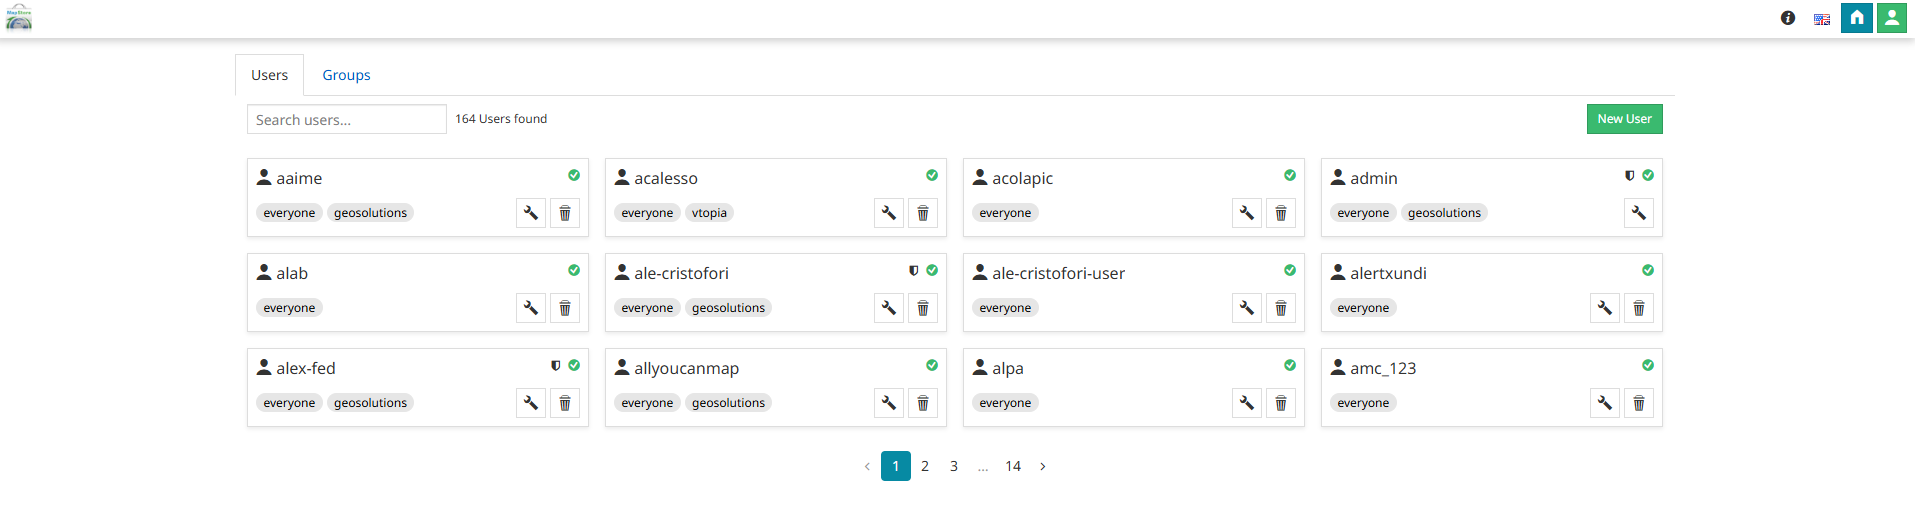 MapStore
Users Groups
Search users... 164 Users found New User
aaime acalesso acolapic admin
everyone geosolutions everyone vtopia everyone everyone geosolutions
alab ale-cristofori ale-cristofori-user alertxundi
everyone everyone geosolutions everyone everyone
alex-fed allyoucanmap alpa amc_123
everyone geosolutions everyone geosolutions everyone everyone
‹ 1 2 3 ... 14 ›